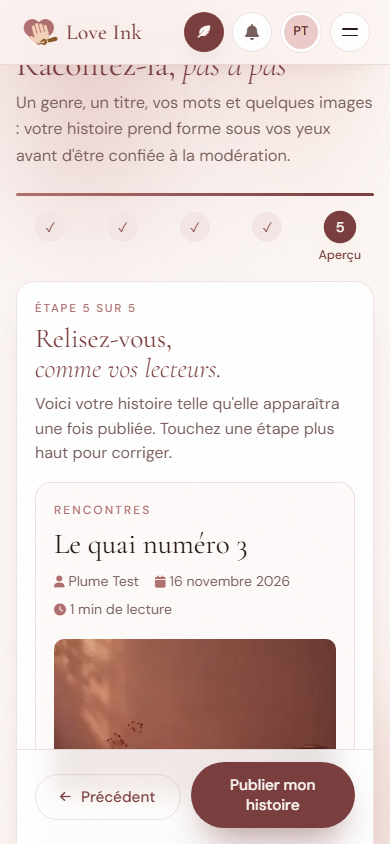 Love Ink
PT
Racontez-la, pas à pas
Un genre, un titre, vos mots et quelques images
: votre histoire prend forme sous vos yeux
avant d'être confiée à la modération.
✓ ✓ ✓ ✓ 5
Aperçu
ÉTAPE 5 SUR 5
Relisez-vous,
comme vos lecteurs.
Voici votre histoire telle qu'elle apparaîtra
une fois publiée. Touchez une étape plus
haut pour corriger.
RENCONTRES
Le quai numéro 3
Plume Test 16 novembre 2026
1 min de lecture
← Précédent
Publier mon
histoire